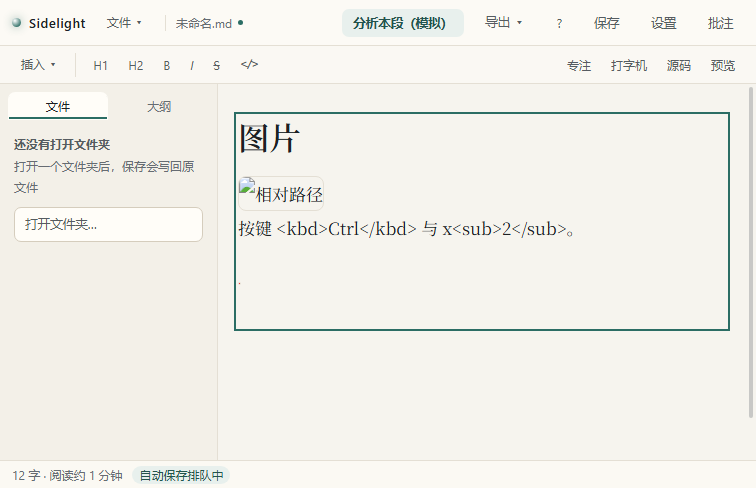 Sidelight 文件 未命名.md 分析本段（模拟） 导出 ? 保存 设置 批注
插入 H1 H2 B I S </> 专注 打字机 源码 预览
文件 大纲
还没有打开文件夹
打开一个文件夹后，保存会写回原
文件
打开文件夹...
图片
相对路径
按键 <kbd>Ctrl</kbd> 与 x<sub>2</sub>。
12 字 · 阅读约 1 分钟 自动保存排队中